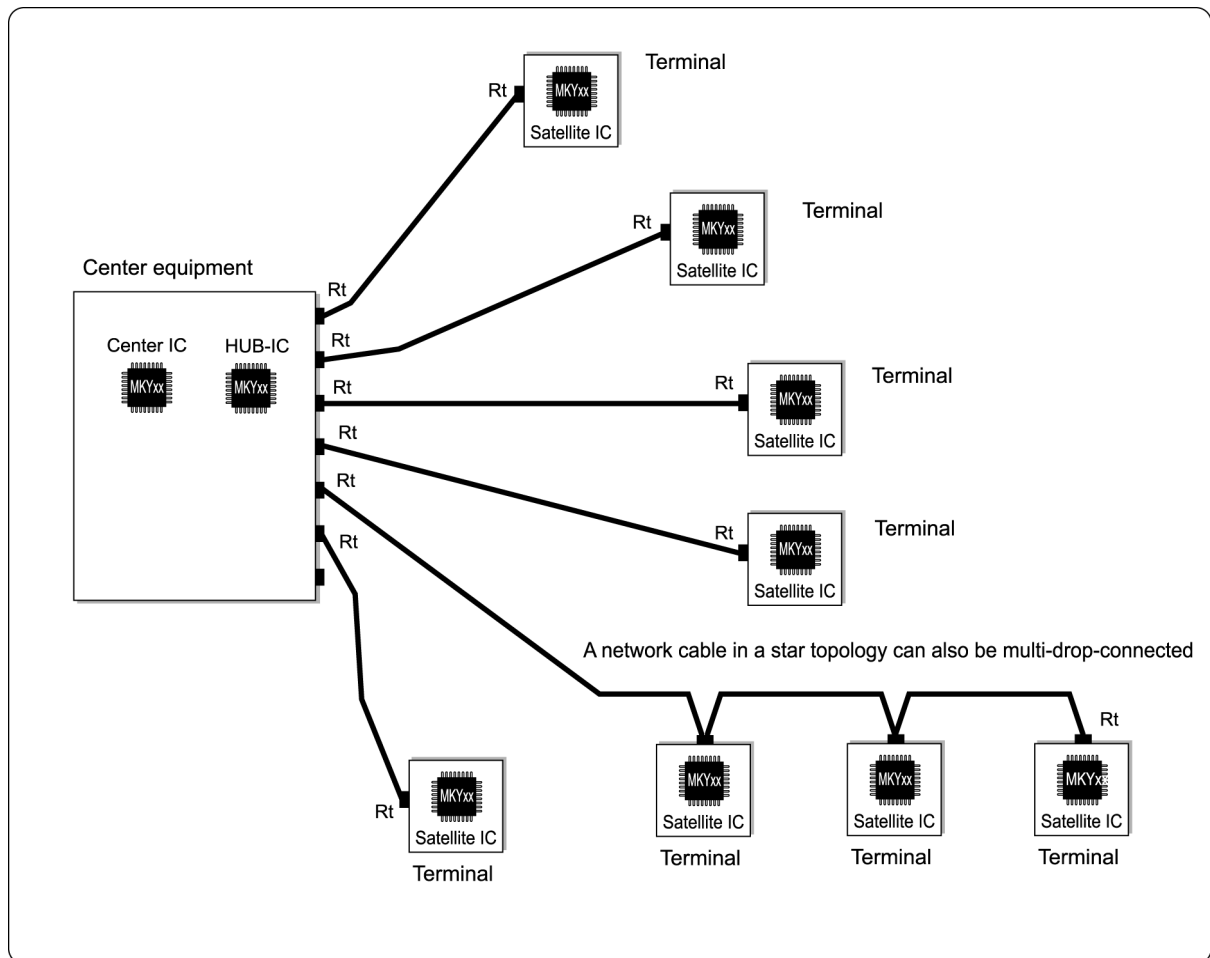 Terminal
Rt
MKYxx
Satellite IC
Terminal
Rt
MKYxx
Satellite IC
Center equipment
Rt
Center IC
HUB-IC
MKYxx
MKYxx
Rt
Rt
Rt
Terminal
MKYxx
Satellite IC
Rt
Rt
Rt
Terminal
MKYxx
Satellite IC
Rt
A network cable in a star topology can also be multi-drop-connected
Rt
MKYxx
Satellite IC
Terminal
MKYxx
Satellite IC
Terminal
Rt
MKYxx
Satellite IC
Terminal
MKYxx
Satellite IC
Terminal